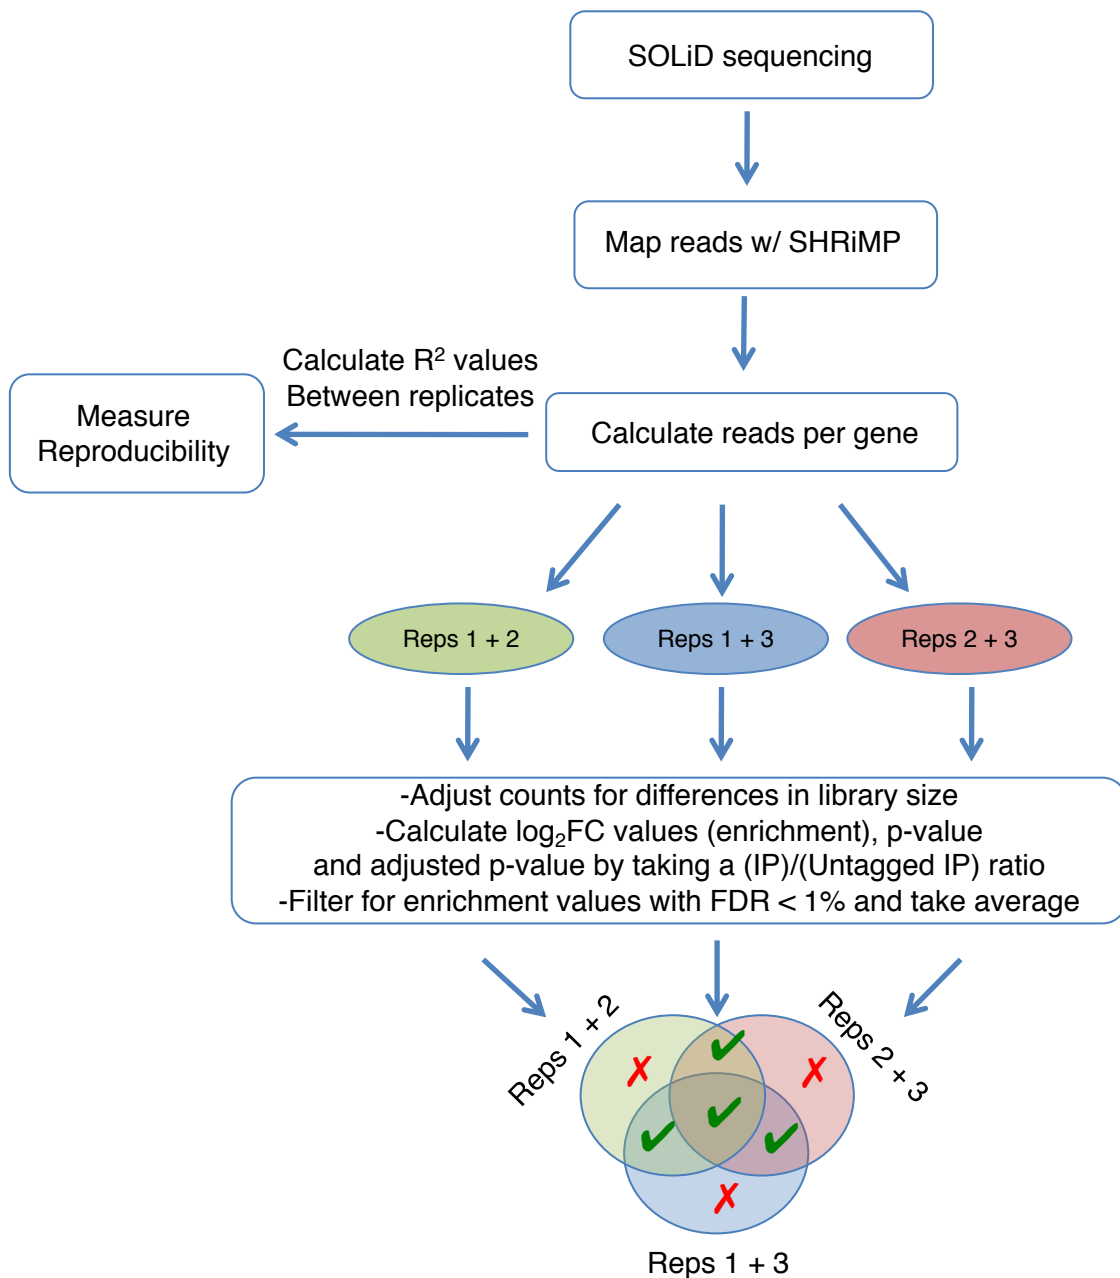 SOLiD sequencing
Map reads w/ SHRiMP
Calculate R² values
Between replicates
Measure
Reproducibility
Calculate reads per gene
Reps 1 + 2
Reps 1 + 3
Reps 2 + 3
-Adjust counts for differences in library size
-Calculate log₂FC values (enrichment), p-value
and adjusted p-value by taking a (IP)/(Untagged IP) ratio
-Filter for enrichment values with FDR < 1% and take average
Reps 1 + 2
Reps 2 + 3
Reps 1 + 3